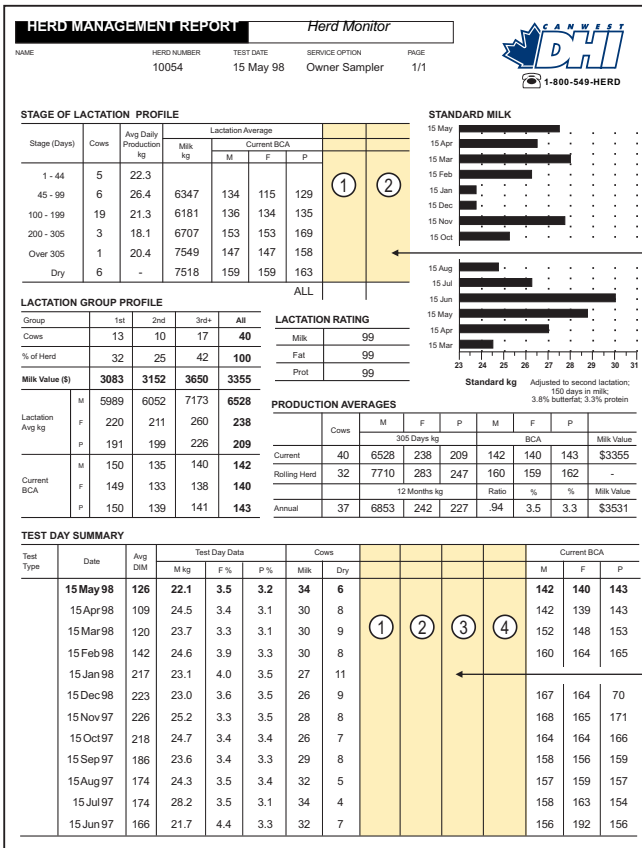 HERD MANAGEMENT REPORT Herd Monitor
CANWEST
DHI
1-800-549-HERD
NAME HERD NUMBER TEST DATE SERVICE OPTION PAGE
10054 15 May 98 Owner Sampler 1/1
STAGE OF LACTATION PROFILE
Stage (Days) Cows Avg Daily Production kg Lactation Average
Milk kg Current BCA
M F P
1 - 44 5 22.3
45 - 99 6 26.4 6347 134 115 129
100 - 199 19 21.3 6181 136 134 135
200 - 305 3 18.1 6707 153 153 169
Over 305 1 20.4 7549 147 147 158
Dry 6 - 7518 159 159 163
① ②
ALL
STANDARD MILK
15 May
15 Apr
15 Mar
15 Feb
15 Jan
15 Dec
15 Nov
15 Oct
15 Aug
15 Jul
15 Jun
15 May
15 Apr
15 Mar
23 24 25 26 27 28 29 30 31
Standard kg Adjusted to second lactation;
150 days in milk;
3.8% butterfat; 3.3% protein
LACTATION GROUP PROFILE
Group 1st 2nd 3rd+ All
Cows 13 10 17 40
% of Herd 32 25 42 100
Milk Value ($) 3083 3152 3650 3355
Lactation Avg kg M 5989 6052 7173 6528
F 220 211 260 238
P 191 199 226 209
Current BCA M 150 135 140 142
F 149 133 138 140
P 150 139 141 143
LACTATION RATING
Milk 99
Fat 99
Prot 99
PRODUCTION AVERAGES
Cows M F P M F P
305 Days kg BCA Milk Value
Current 40 6528 238 209 142 140 143 $3355
Rolling Herd 32 7710 283 247 160 159 162 -
12 Months kg Ratio % % Milk Value
Annual 37 6853 242 227 .94 3.5 3.3 $3531
TEST DAY SUMMARY
Test Type Date Avg DIM Test Day Data Cows Current BCA
M kg F % P % Milk Dry M F P
15 May 98 126 22.1 3.5 3.2 34 6 142 140 143
15 Apr 98 109 24.5 3.4 3.1 30 8 142 139 143
15 Mar 98 120 23.7 3.3 3.1 30 9 ① ② ③ ④ 152 148 153
15 Feb 98 142 24.6 3.9 3.3 30 8 160 164 165
15 Jan 98 217 23.1 4.0 3.5 27 11
15 Dec 98 223 23.0 3.6 3.5 26 9 167 164 70
15 Nov 97 226 25.2 3.3 3.5 28 8 168 165 171
15 Oct 97 218 24.7 3.4 3.4 26 7 164 164 166
15 Sep 97 186 23.6 3.4 3.3 29 8 158 156 159
15 Aug 97 174 24.3 3.5 3.4 32 5 157 159 157
15 Jul 97 174 28.2 3.5 3.1 34 4 158 163 154
15 Jun 97 166 21.7 4.4 3.3 32 7 156 192 156